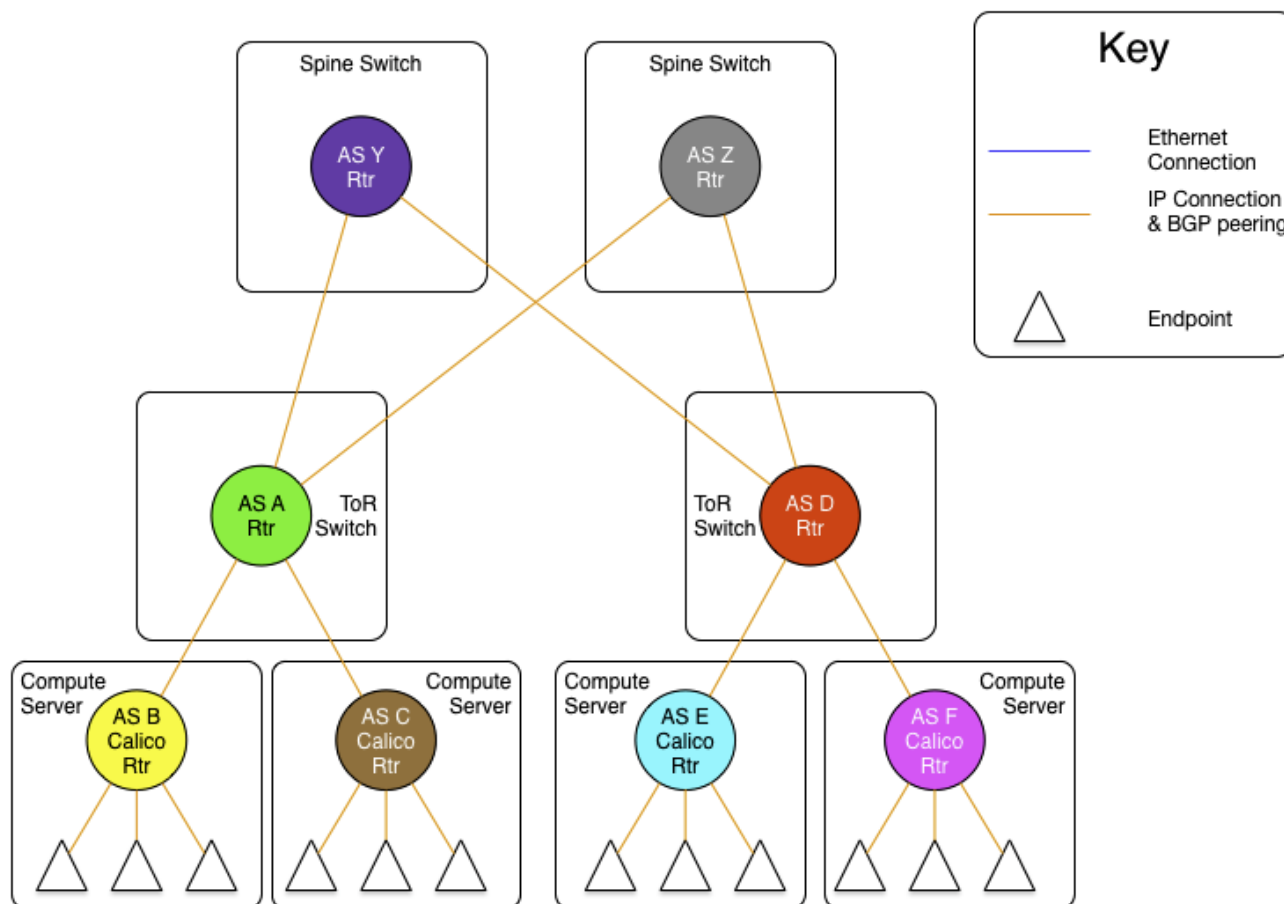 Spine Switch
AS Y
Rtr
Spine Switch
AS Z
Rtr
Key
Ethernet
Connection
IP Connection
& BGP peering
Endpoint
AS A
Rtr
ToR
Switch
ToR
Switch
AS D
Rtr
Compute
Server
AS B
Calico
Rtr
Compute
Server
AS C
Calico
Rtr
Compute
Server
AS E
Calico
Rtr
Compute
Server
AS F
Calico
Rtr